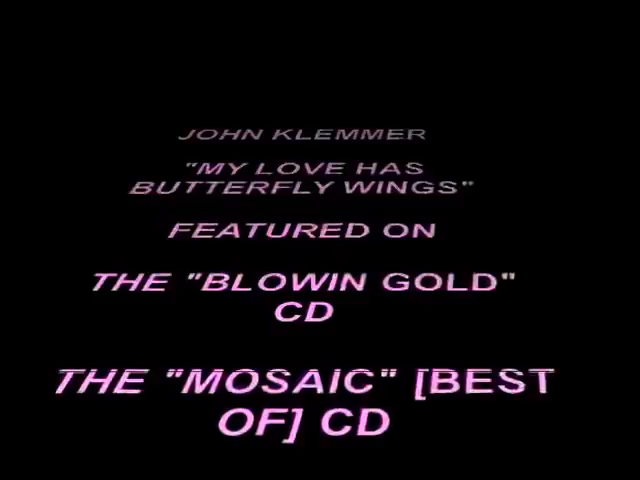 JOHN KLEMMER
"MY LOVE HAS
BUTTERFLY WINGS"
FEATURED ON
THE "BLOWIN GOLD"
CD
THE "MOSAIC" [BEST
OF] CD